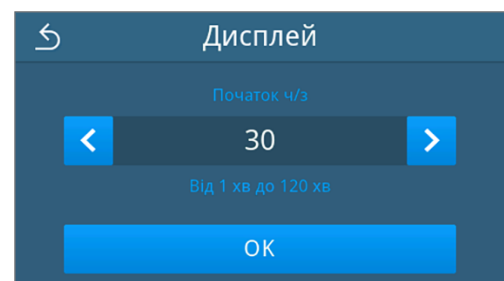 Дисплей
Початок ч/з
30
Від 1 хв до 120 хв
OK